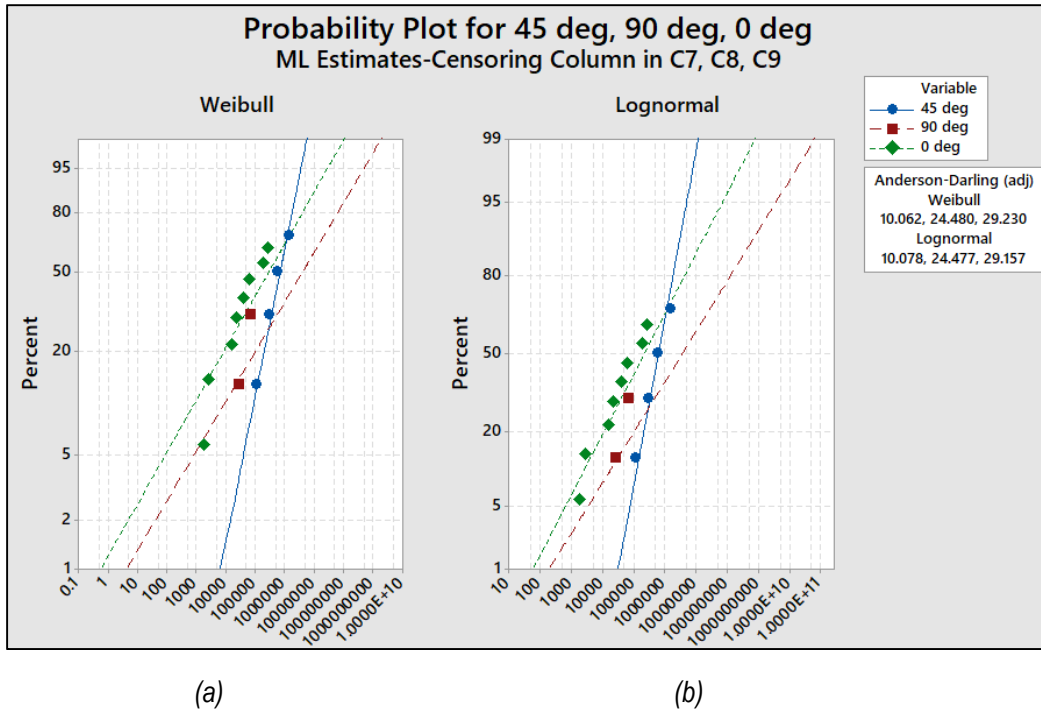 Probability Plot for 45 deg, 90 deg, 0 deg
ML Estimates-Censoring Column in C7, C8, C9
Weibull
Percent
95
80
50
20
5
2
1
0.1
1
10
100
1000
10000
100000
1000000
10000000
100000000
1000000000
1.0000E+10
Lognormal
Percent
99
95
80
50
20
5
1
10
100
1000
10000
100000
1000000
10000000
100000000
1000000000
1.0000E+10
1.0000E+11
Variable
45 deg
90 deg
0 deg
Anderson-Darling (adj)
Weibull
10.062, 24.480, 29.230
Lognormal
10.078, 24.477, 29.157
(a)
(b)